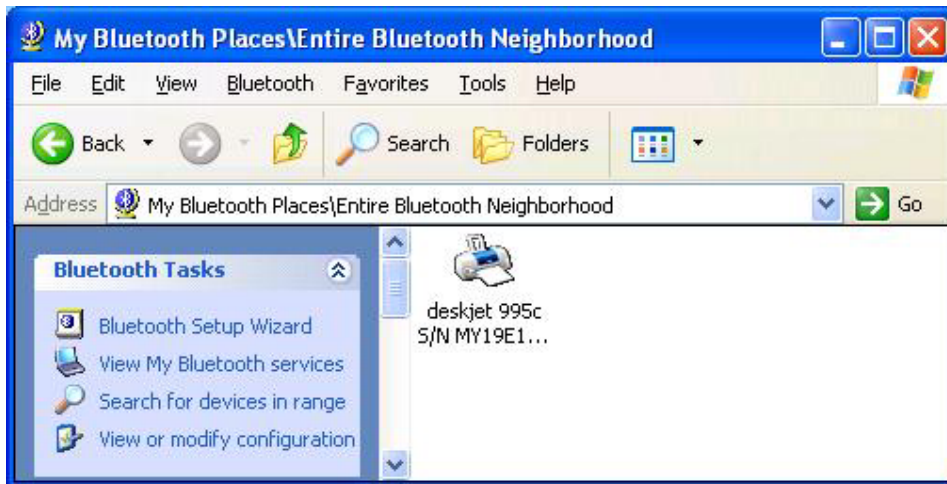 My Bluetooth Places\Entire Bluetooth Neighborhood
File Edit View Bluetooth Favorites Tools Help
Back Search Folders
Address My Bluetooth Places\Entire Bluetooth Neighborhood Go
Bluetooth Tasks
Bluetooth Setup Wizard
View My Bluetooth services
Search for devices in range
View or modify configuration
deskjet 995c
S/N MY19E1...